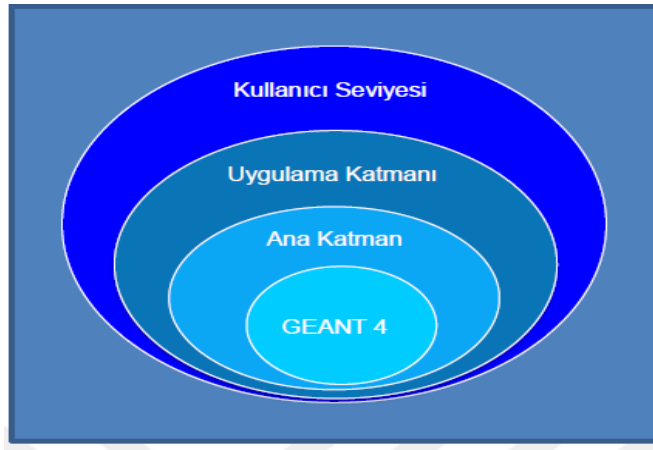 Kullanıcı Seviyesi
Uygulama Katmanı
Ana Katman
GEANT 4